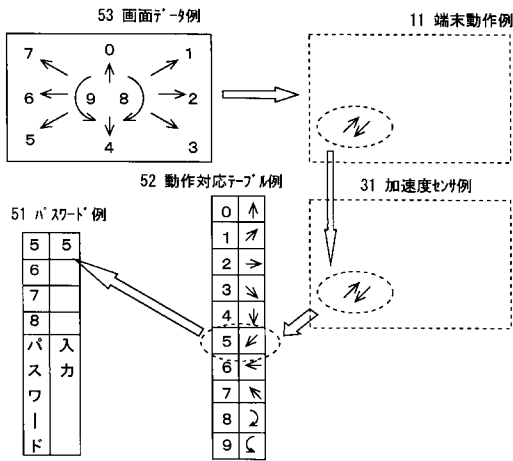 53 画面ﾃﾞｰﾀ例
11 端末動作例
7 0 1
6 9 8 2
5 4 3
52 動作対応ﾃｰﾌﾞﾙ例
31 加速度ｾﾝｻ例
51 ﾊﾟｽﾜｰﾄﾞ例
5 5
6
7
8
パスワード
入力
0 ↑
1 ↗
2 →
3 ↘
4 ↓
5 ↙
6 ←
7 ↖
8
9